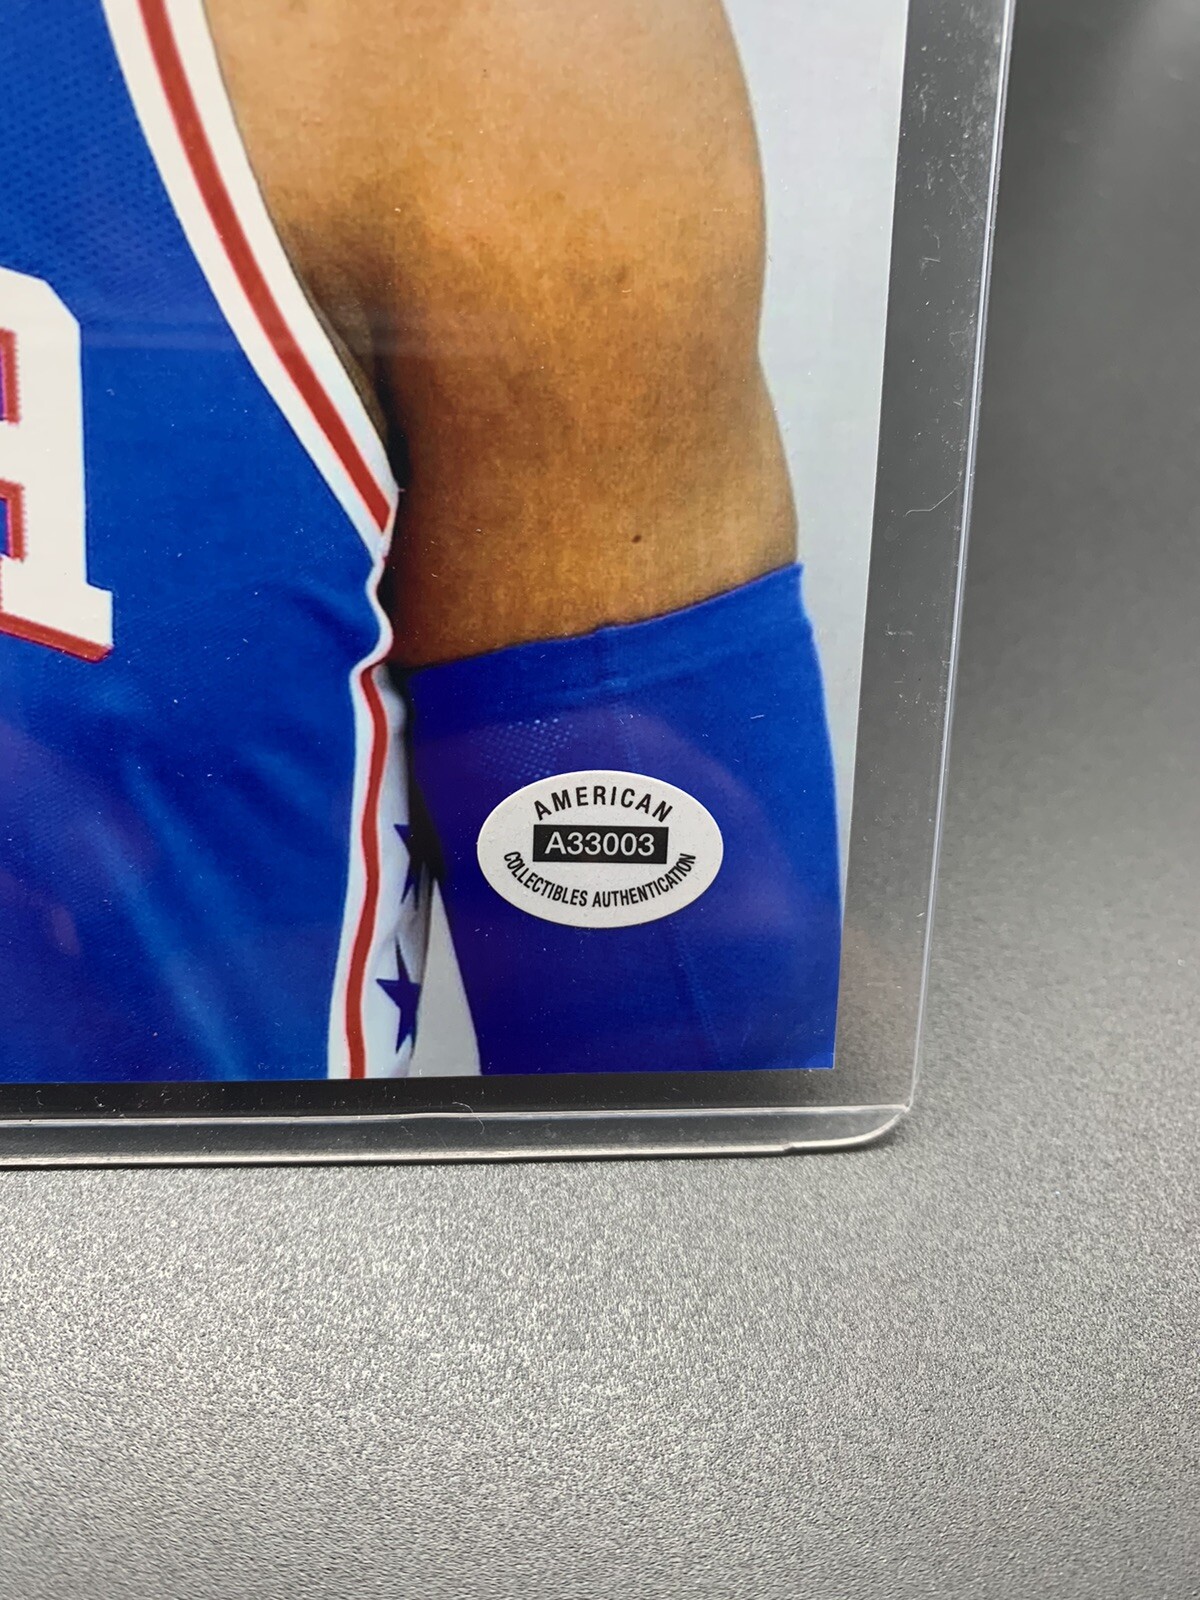 A
AMERICAN
A33003
COLLECTIBLES AUTHENTICATION